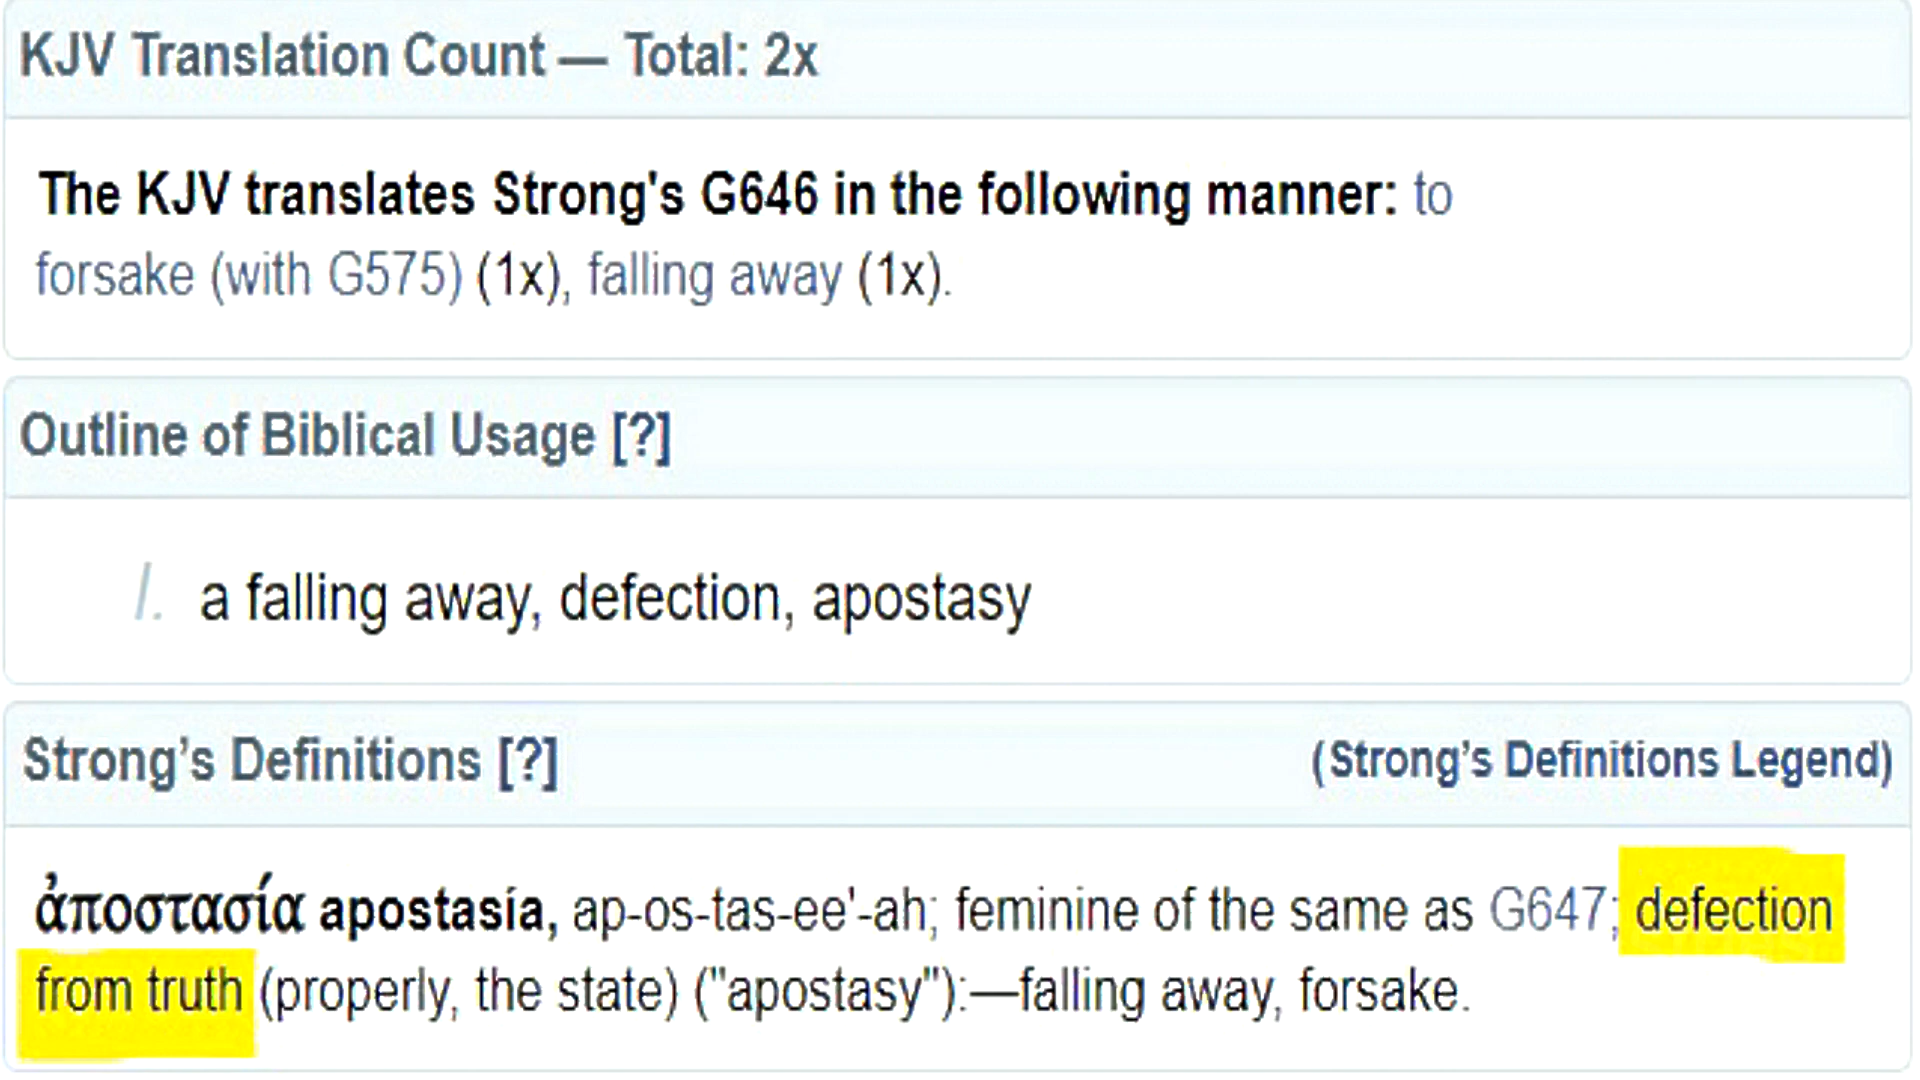 KJV Translation Count — Total: 2x
The KJV translates Strong's G646 in the following manner: to
forsake (with G575) (1x), falling away (1x).
Outline of Biblical Usage [?]
I. a falling away, defection, apostasy
Strong’s Definitions [?] (Strong’s Definitions Legend)
ἀποστασία apostasía, ap-os-tas-ee'-ah; feminine of the same as G647; defection
from truth (properly, the state) ("apostasy"):—falling away, forsake.